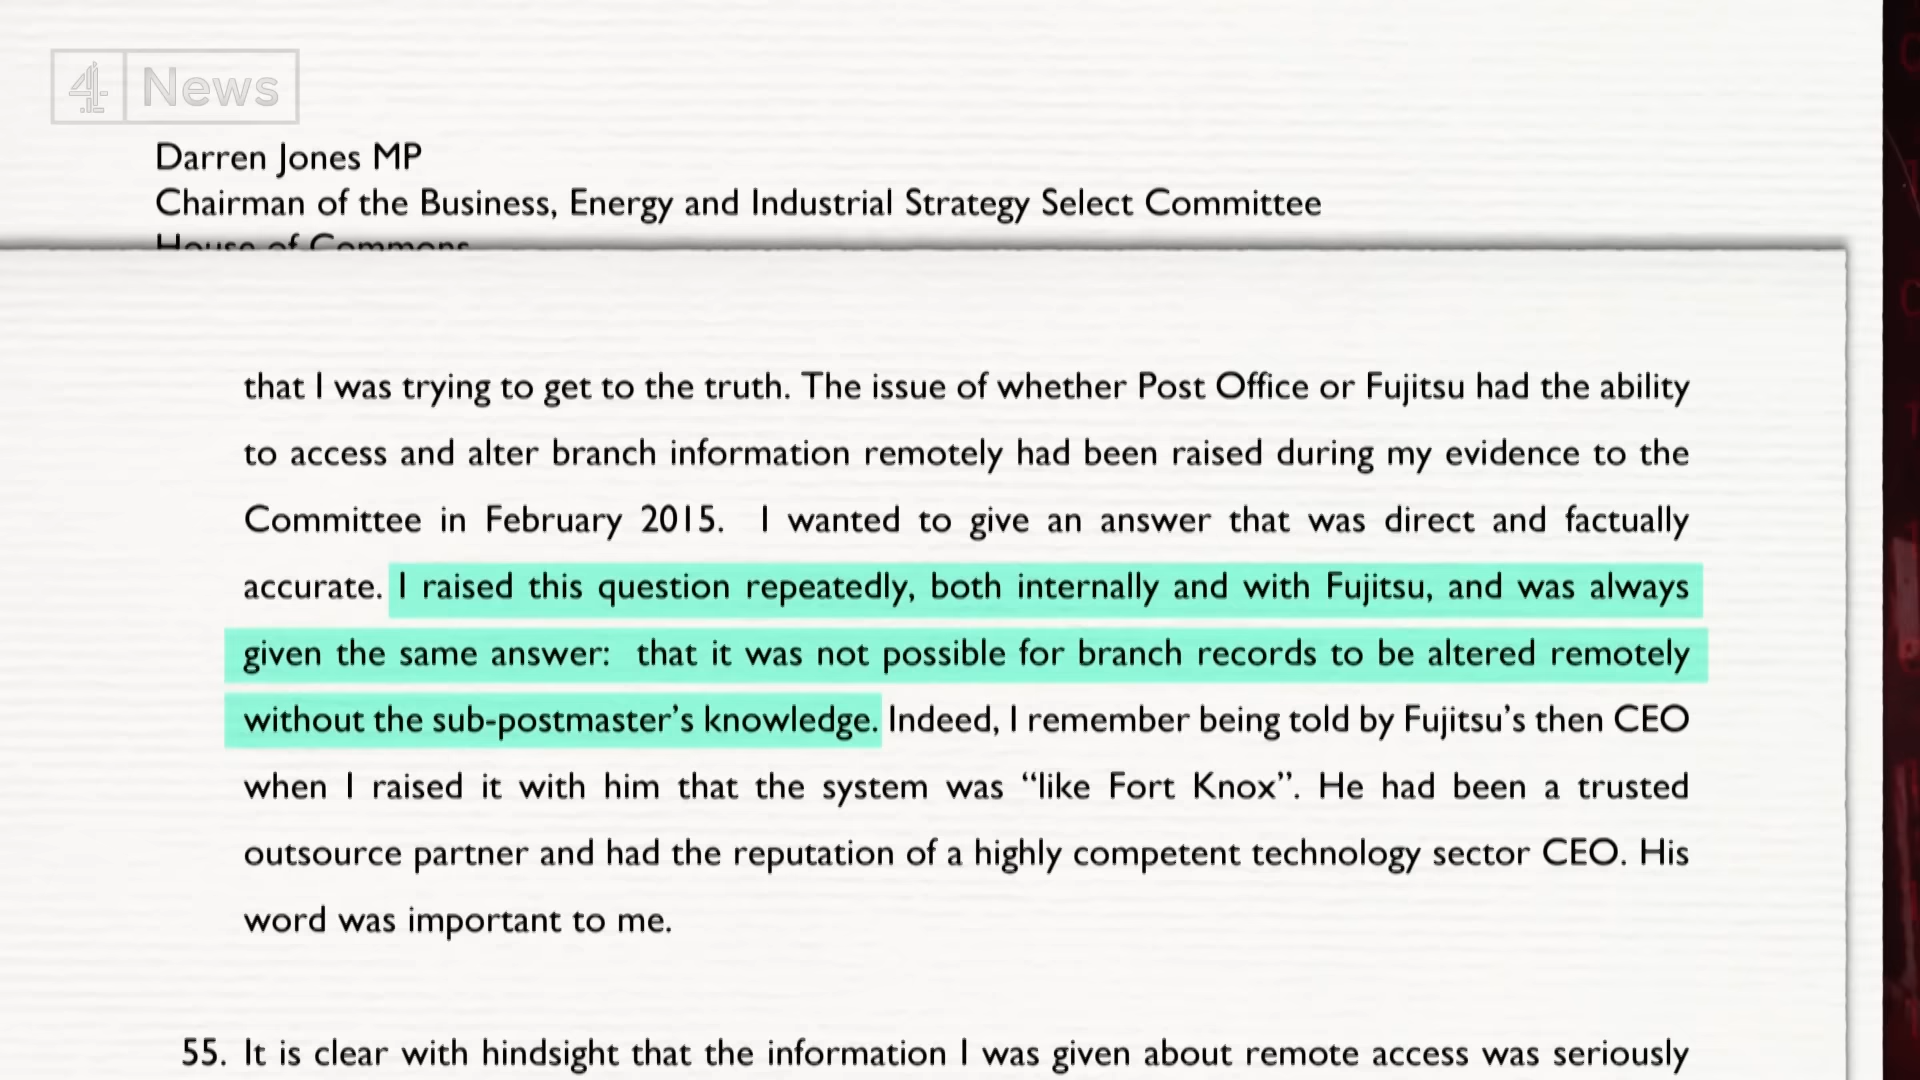 4 News
Darren Jones MP
Chairman of the Business, Energy and Industrial Strategy Select Committee
House of Commons
that I was trying to get to the truth. The issue of whether Post Office or Fujitsu had the ability
to access and alter branch information remotely had been raised during my evidence to the
Committee in February 2015. I wanted to give an answer that was direct and factually
accurate. I raised this question repeatedly, both internally and with Fujitsu, and was always
given the same answer: that it was not possible for branch records to be altered remotely
without the sub-postmaster’s knowledge. Indeed, I remember being told by Fujitsu’s then CEO
when I raised it with him that the system was “like Fort Knox”. He had been a trusted
outsource partner and had the reputation of a highly competent technology sector CEO. His
word was important to me.
55. It is clear with hindsight that the information I was given about remote access was seriously